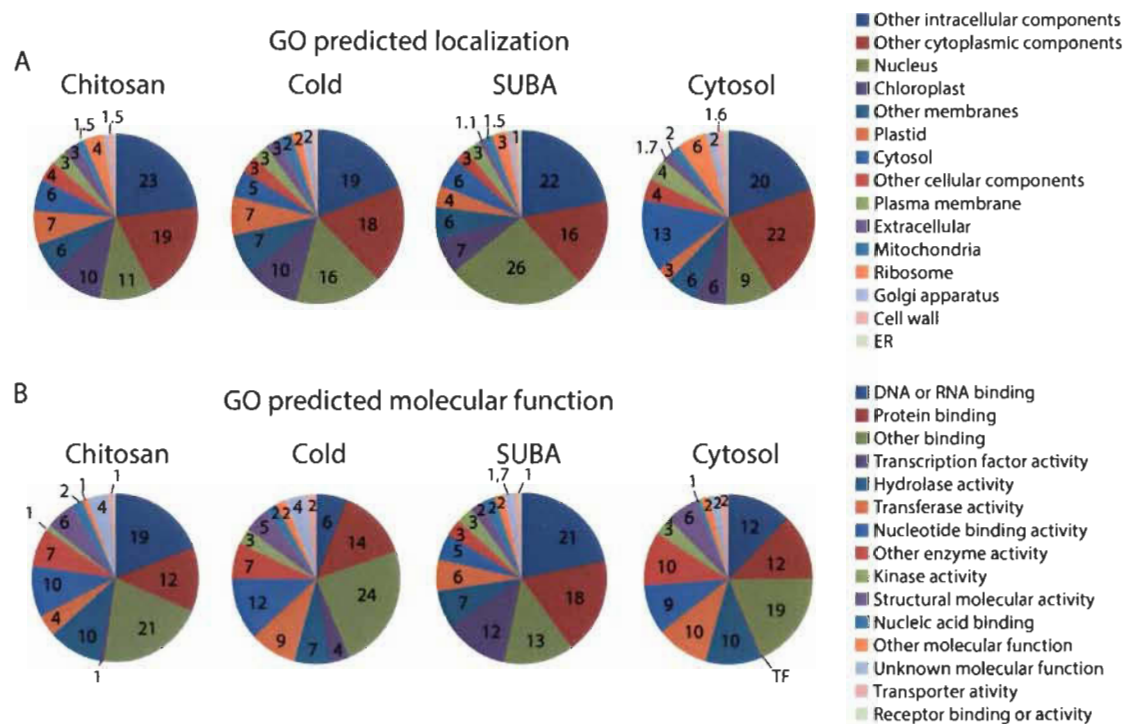 GO predicted localization
A
Chitosan
Cold
SUBA
Cytosol
1.5 1.5
23
19
11
10
6
7
6
4
3
3
4
19
18
16
10
7
7
5
3
3
3
2
2
2
1.1 1.5
22
16
26
7
6
4
6
3
3
3
1
1.6
1.7
2
20
22
9
6
6
3
13
4
4
6
2
Other intracellular components
Other cytoplasmic components
Nucleus
Chloroplast
Other membranes
Plastid
Cytosol
Other cellular components
Plasma membrane
Extracellular
Mitochondria
Ribosome
Golgi apparatus
Cell wall
ER
B
GO predicted molecular function
Chitosan
Cold
SUBA
Cytosol
1
2
1
1
19
12
21
1
10
4
10
7
6
4
6
14
24
4
7
9
12
7
3
5
2
2
4
2
1.7
1
21
18
13
12
7
6
5
3
3
2
2
2
1
12
12
19
TF
10
10
9
10
3
6
2
2
2
DNA or RNA binding
Protein binding
Other binding
Transcription factor activity
Hydrolase activity
Transferase activity
Nucleotide binding activity
Other enzyme activity
Kinase activity
Structural molecular activity
Nucleic acid binding
Other molecular function
Unknown molecular function
Transporter ativity
Receptor binding or activity